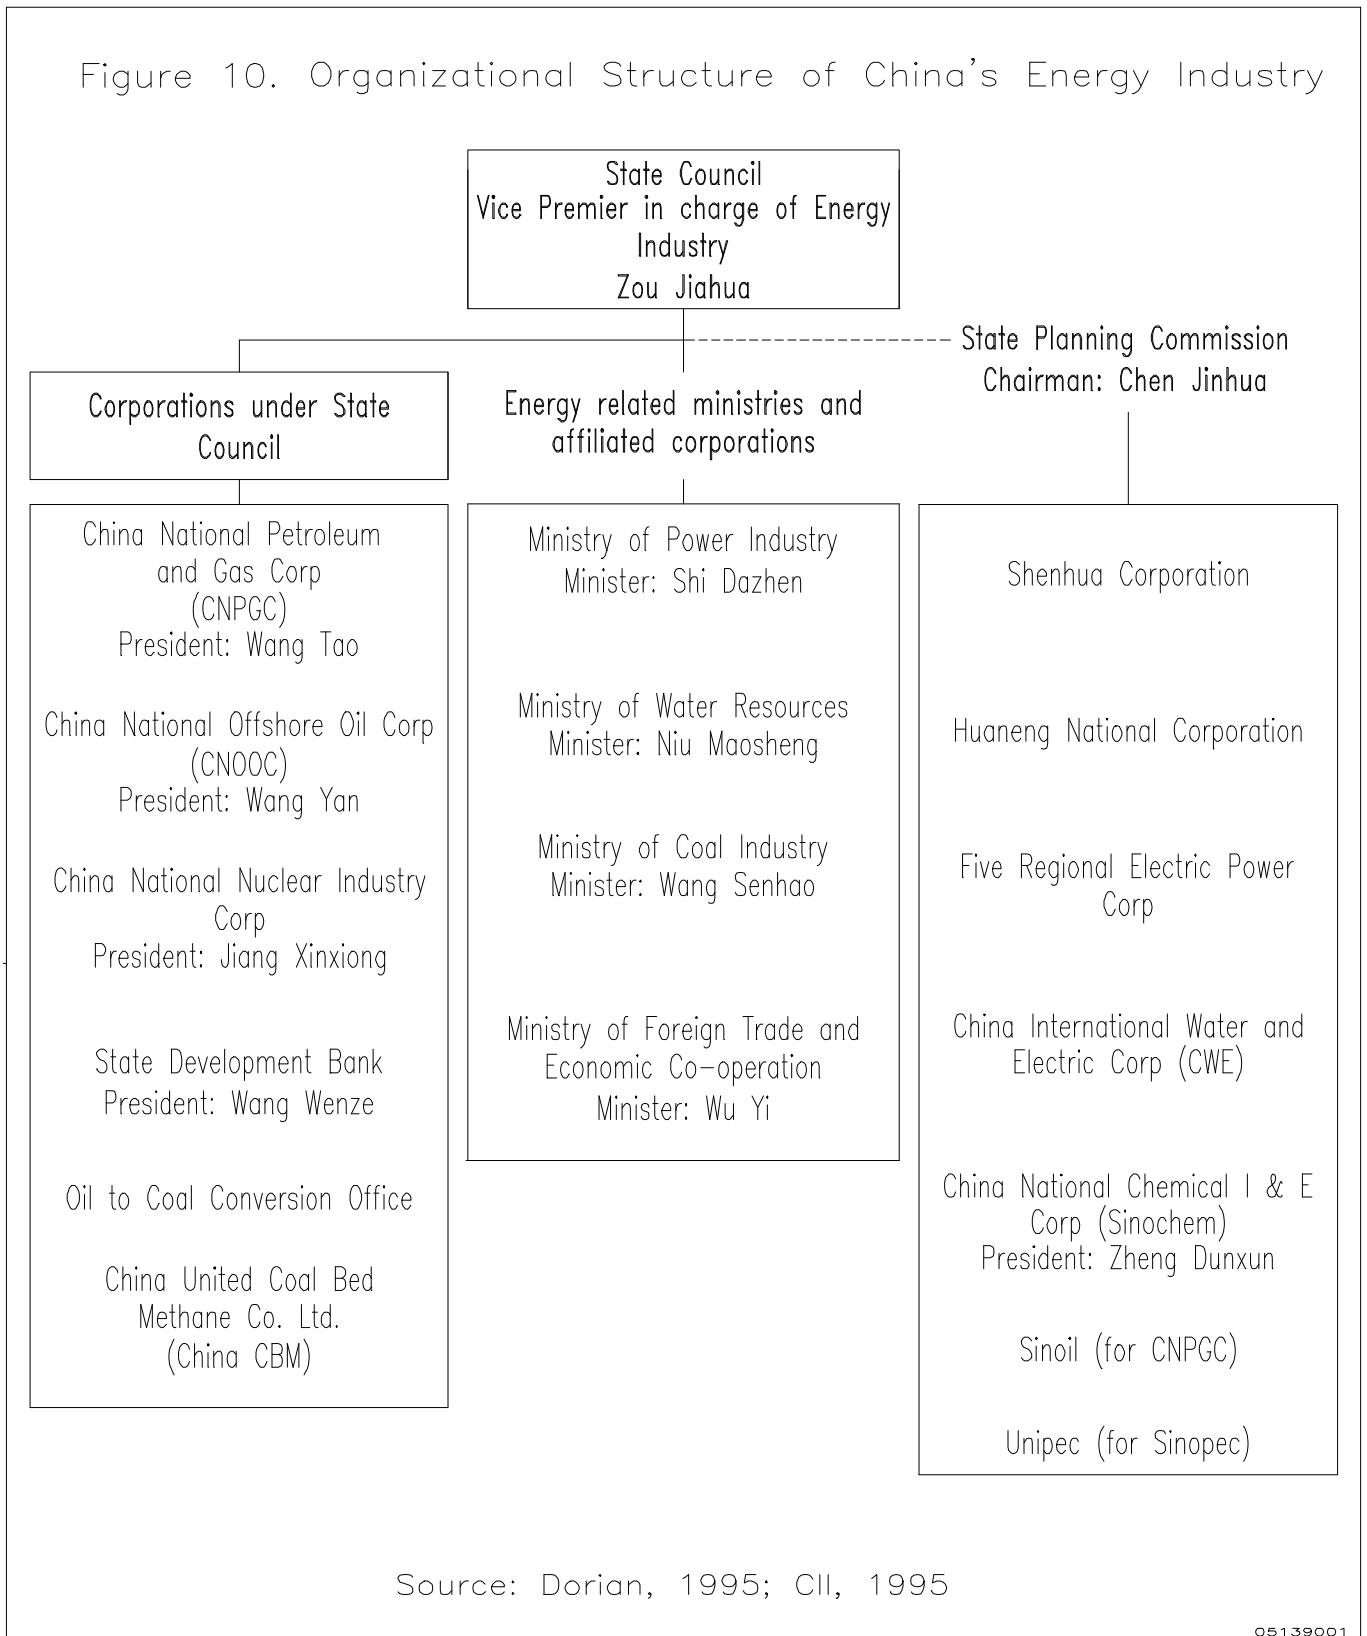 Figure 10. Organizational Structure of China's Energy Industry
State Council
Vice Premier in charge of Energy
Industry
Zou Jiahua
State Planning Commission
Chairman: Chen Jinhua
Corporations under State
Council
Energy related ministries and
affiliated corporations
China National Petroleum
and Gas Corp
(CNPGC)
President: Wang Tao
China National Offshore Oil Corp
(CNOOC)
President: Wang Yan
China National Nuclear Industry
Corp
President: Jiang Xinxiong
State Development Bank
President: Wang Wenze
Oil to Coal Conversion Office
China United Coal Bed
Methane Co. Ltd.
(China CBM)
Ministry of Power Industry
Minister: Shi Dazhen
Ministry of Water Resources
Minister: Niu Maosheng
Ministry of Coal Industry
Minister: Wang Senhao
Ministry of Foreign Trade and
Economic Co-operation
Minister: Wu Yi
Shenhua Corporation
Huaneng National Corporation
Five Regional Electric Power
Corp
China International Water and
Electric Corp (CWE)
China National Chemical I & E
Corp (Sinochem)
President: Zheng Dunxun
Sinoil (for CNPGC)
Unipec (for Sinopec)
Source: Dorian, 1995; CII, 1995
05139001